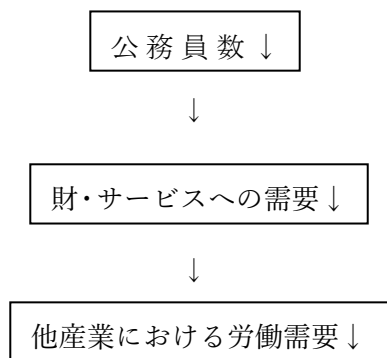 公務員数↓
↓
財・サービスへの需要↓
↓
他産業における労働需要↓